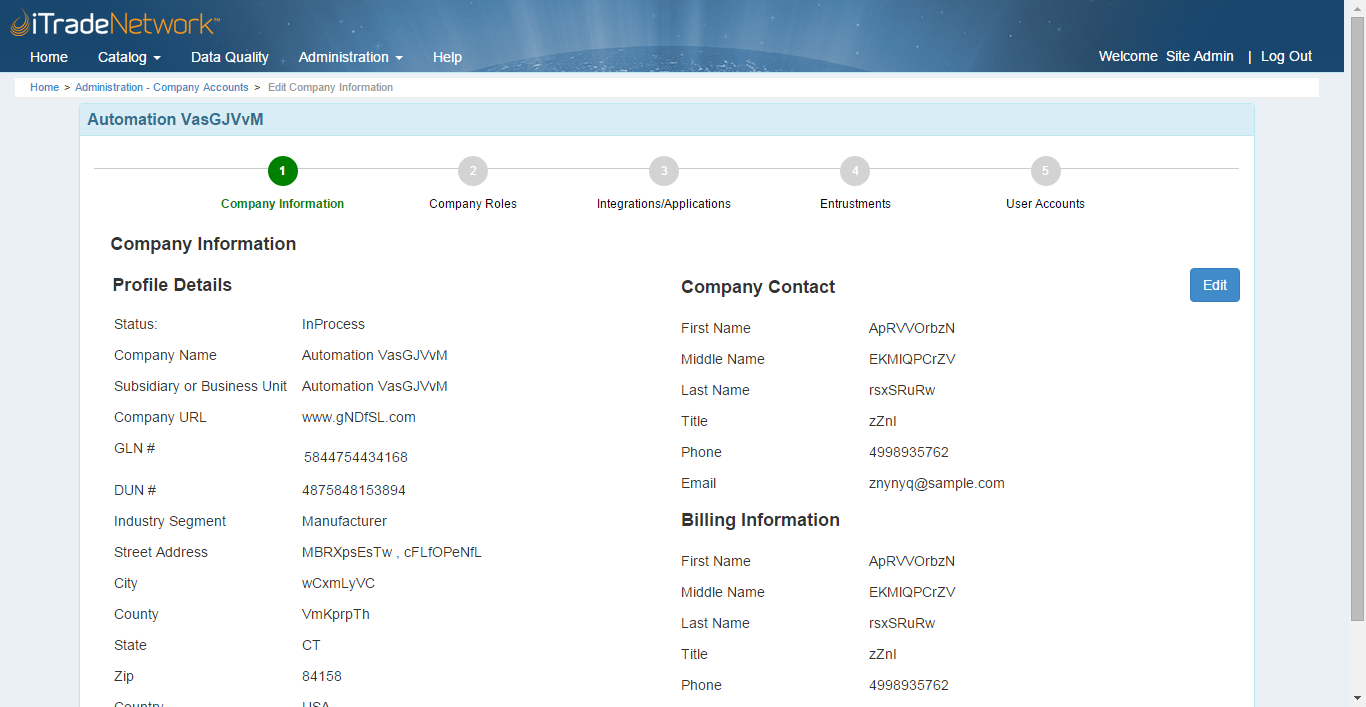 iTradeNetwork™
Home Catalog Data Quality Administration Help
Welcome Site Admin | Log Out
Home > Administration - Company Accounts > Edit Company Information
Automation VasGJVvM
1 2 3 4 5
Company Information Company Roles Integrations/Applications Entrustments User Accounts
Company Information
Profile Details
Status: InProcess
Company Name Automation VasGJVvM
Subsidiary or Business Unit Automation VasGJVvM
Company URL www.gNDfSL.com
GLN # 5844754434168
DUN # 4875848153894
Industry Segment Manufacturer
Street Address MBRXpsEsTw , cFLfOPeNfL
City wCxmLyVC
County VmKprpTh
State CT
Zip 84158
Country USA
Company Contact
Edit
First Name ApRVVOrbzN
Middle Name EKMIQPCrZV
Last Name rsxSRuRw
Title zZnI
Phone 4998935762
Email znynyq@sample.com
Billing Information
First Name ApRVVOrbzN
Middle Name EKMIQPCrZV
Last Name rsxSRuRw
Title zZnI
Phone 4998935762